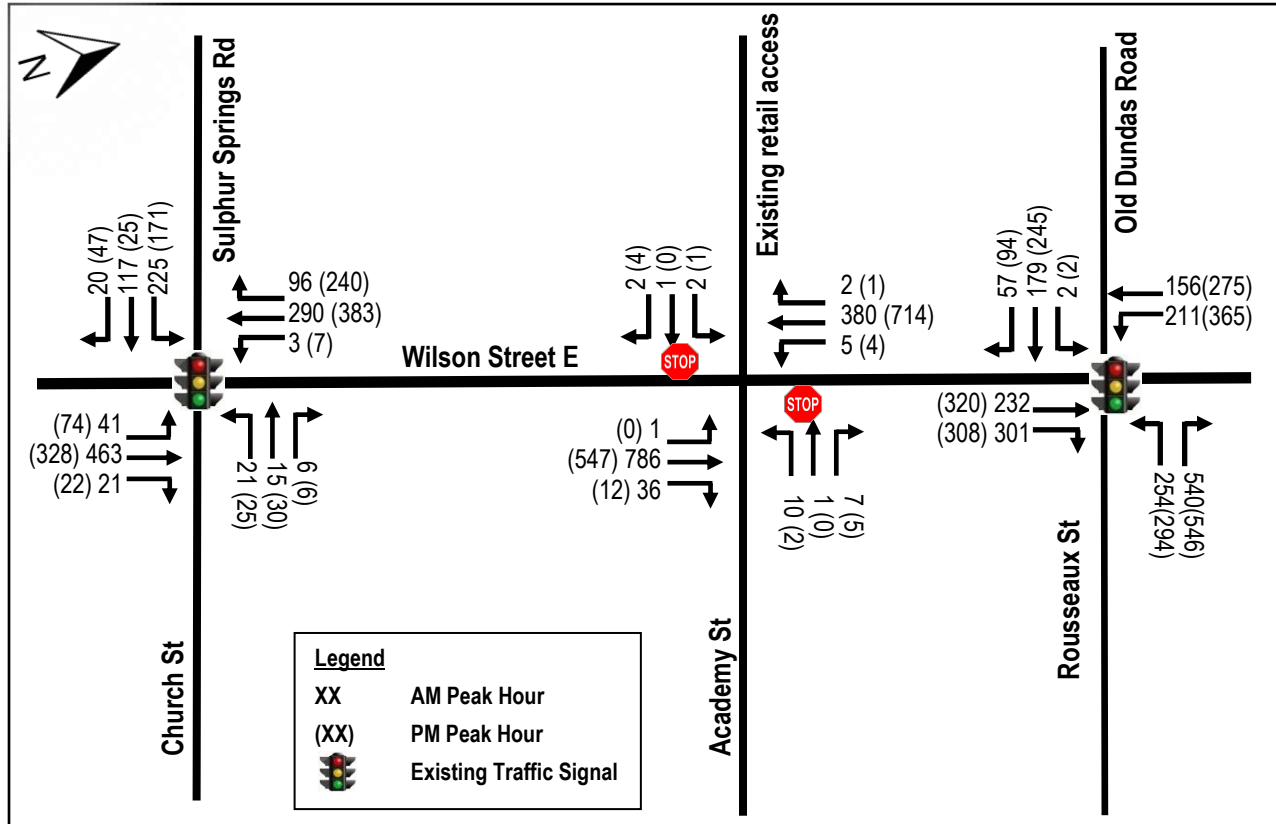 N
Sulphur Springs Rd
Existing retail access
Old Dundas Road
20 (47)
117 (25)
225 (171)
96 (240)
290 (383)
3 (7)
2 (4)
1 (0)
2 (1)
2 (1)
380 (714)
5 (4)
57 (94)
179 (245)
2 (2)
156(275)
211(365)
Wilson Street E
STOP
STOP
(74) 41
(328) 463
(22) 21
21 (25)
15 (30)
6 (6)
(0) 1
(547) 786
(12) 36
10 (2)
1 (0)
7 (5)
(320) 232
(308) 301
254(294)
540(546)
Church St
Academy St
Rousseaux St
Legend
XX AM Peak Hour
(XX) PM Peak Hour
Existing Traffic Signal